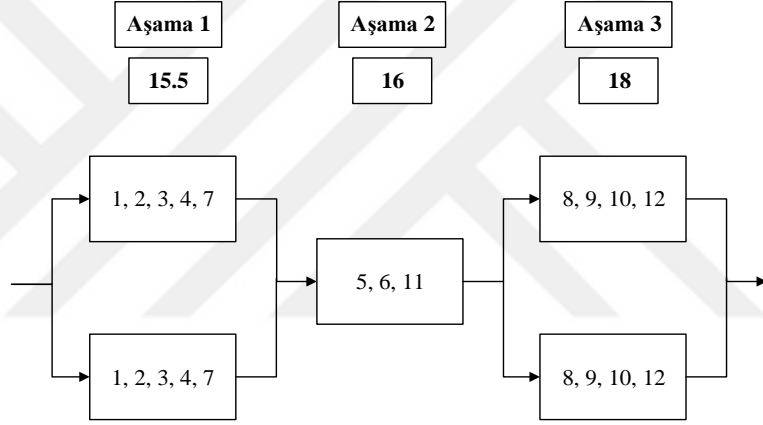 Aşama 1
Aşama 2
Aşama 3
15.5
16
18
1, 2, 3, 4, 7
8, 9, 10, 12
5, 6, 11
1, 2, 3, 4, 7
8, 9, 10, 12